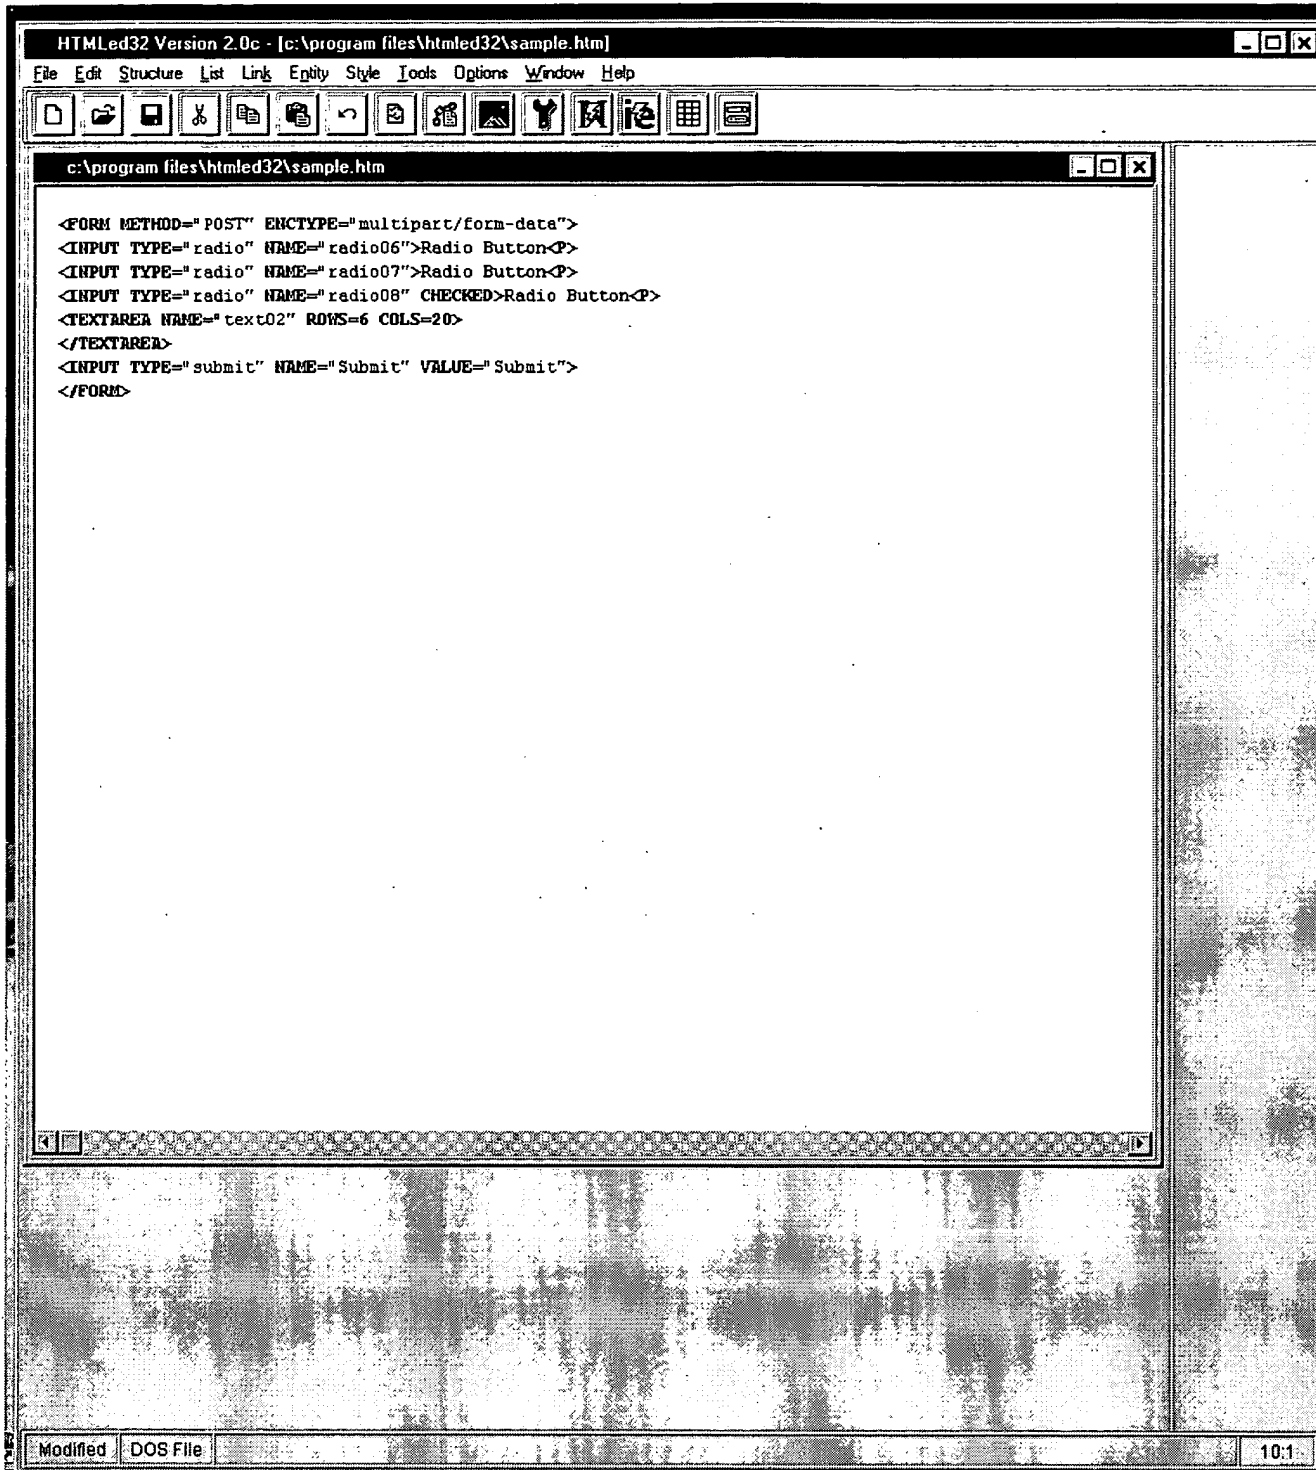 HTMLed32 Version 2.0c - [c:\program files\htmled32\sample.htm]
File Edit Structure List Link Entity Style Tools Options Window Help
c:\program files\htmled32\sample.htm
<FORM METHOD="POST" ENCTYPE="multipart/form-data">
<INPUT TYPE="radio" NAME="radio06">Radio Button<P>
<INPUT TYPE="radio" NAME="radio07">Radio Button<P>
<INPUT TYPE="radio" NAME="radio08" CHECKED>Radio Button<P>
<TEXTAREA NAME="text02" ROWS=6 COLS=20>
</TEXTAREA>
<INPUT TYPE="submit" NAME="Submit" VALUE="Submit">
</FORM>
Modified DOS File 10:1